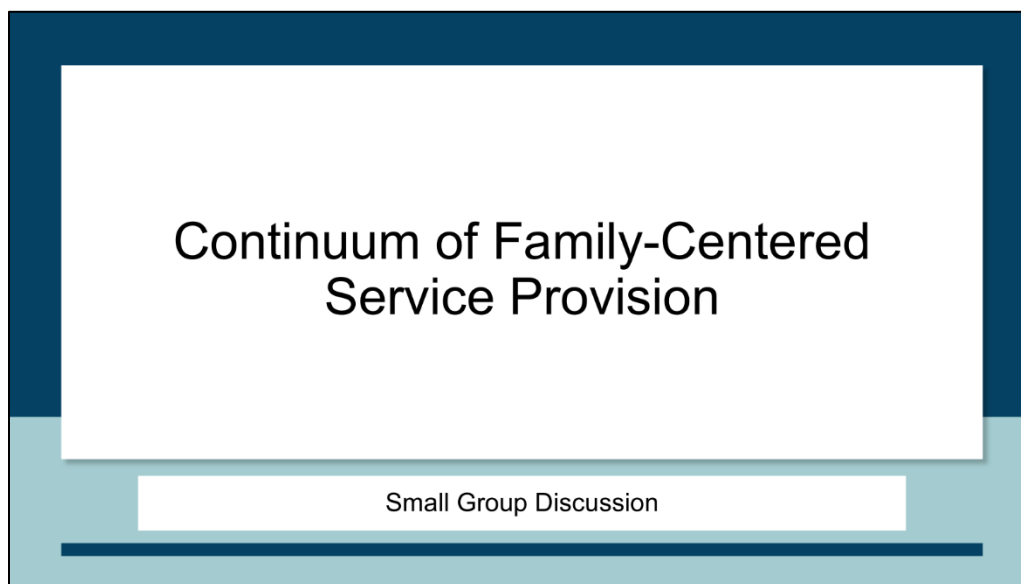 Continuum of Family-Centered
Service Provision
Small Group Discussion